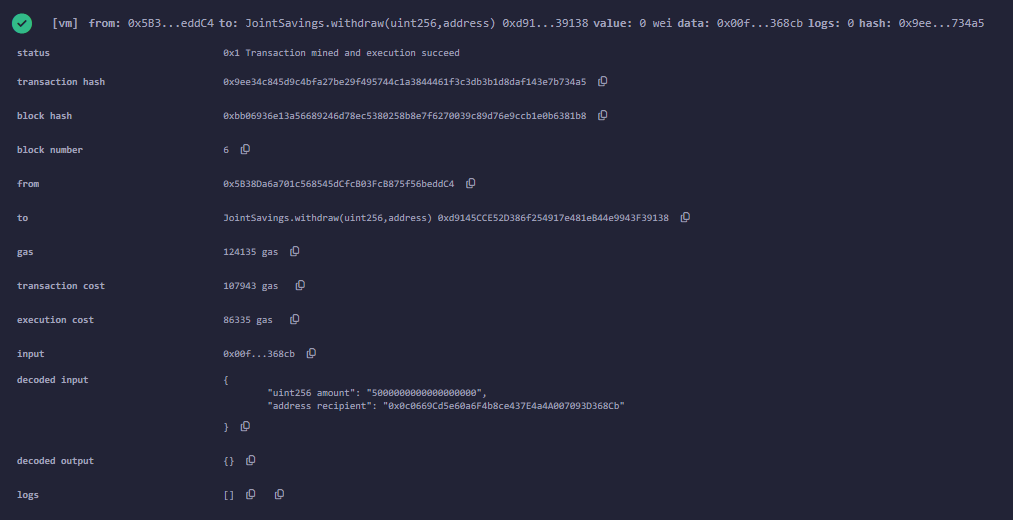 [vm] from: 0x5B3...eddC4 to: JointSavings.withdraw(uint256,address) 0xd91...39138 value: 0 wei data: 0x00f...368cb logs: 0 hash: 0x9ee...734a5
status 0x1 Transaction mined and execution succeed
transaction hash 0x9ee34c845d9c4bfa27be29f495744c1a3844461f3c3db3b1d8daf143e7b734a5
block hash 0xbb06936e13a56689246d78ec5380258b8e7f6270039c89d76e9ccb1e0b6381b8
block number 6
from 0x5B38Da6a701c568545dCfcB03FcB875f56beddC4
to JointSavings.withdraw(uint256,address) 0xd9145CCE52D386f254917e481eB44e9943F39138
gas 124135 gas
transaction cost 107943 gas
execution cost 86335 gas
input 0x00f...368cb
decoded input {
"uint256 amount": "5000000000000000000",
"address recipient": "0x0c0669Cd5e60a6F4b8ce437E4a4A007093D368Cb"
}
decoded output {}
logs []